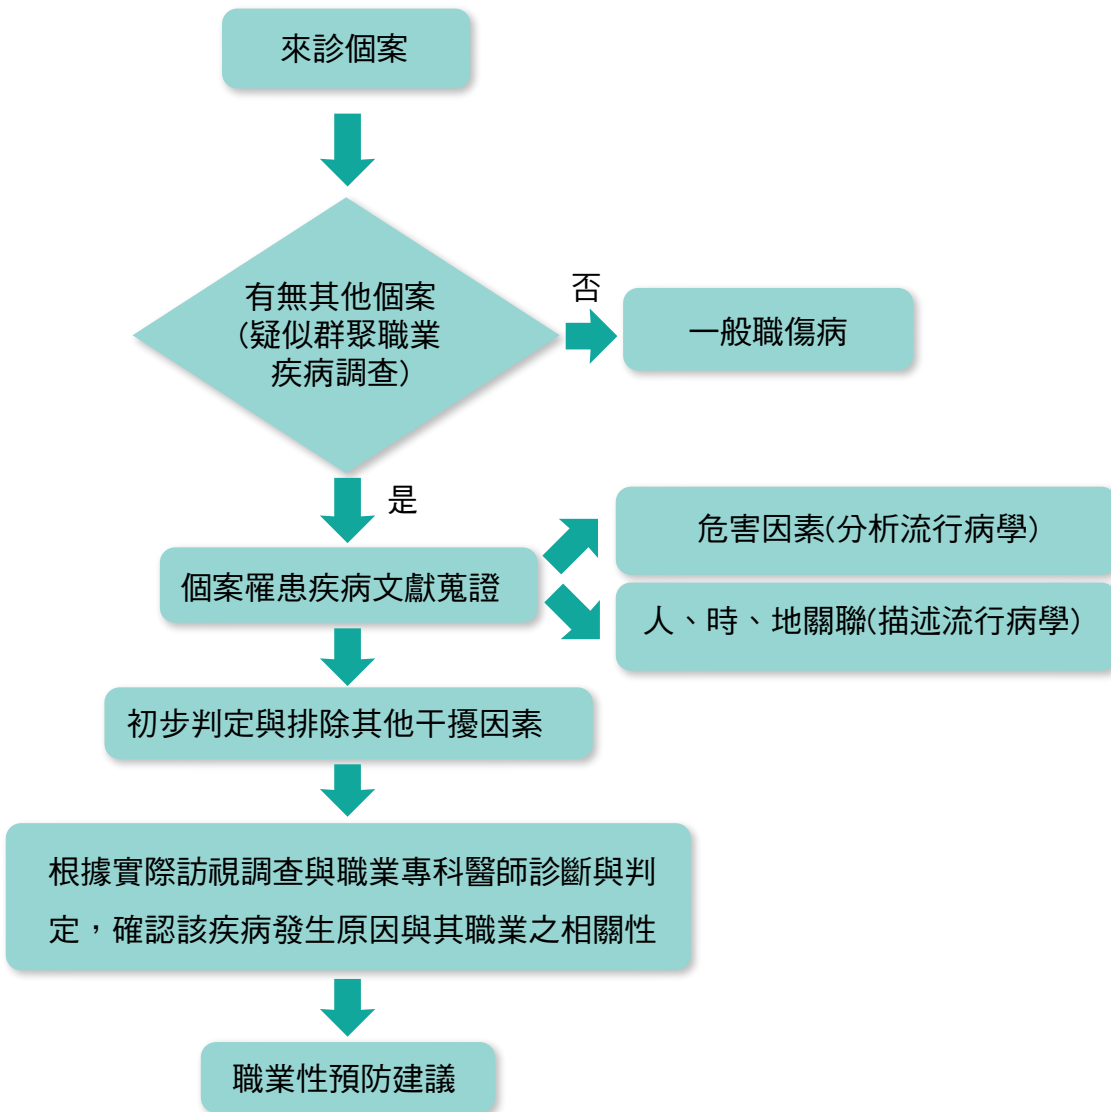 來診個案
有無其他個案
(疑似群聚職業
疾病調查)
否
一般職傷病
是
個案罹患疾病文獻蒐證
危害因素(分析流行病學)
人、時、地關聯(描述流行病學)
初步判定與排除其他干擾因素
根據實際訪視調查與職業專科醫師診斷與判
定，確認該疾病發生原因與其職業之相關性
職業性預防建議